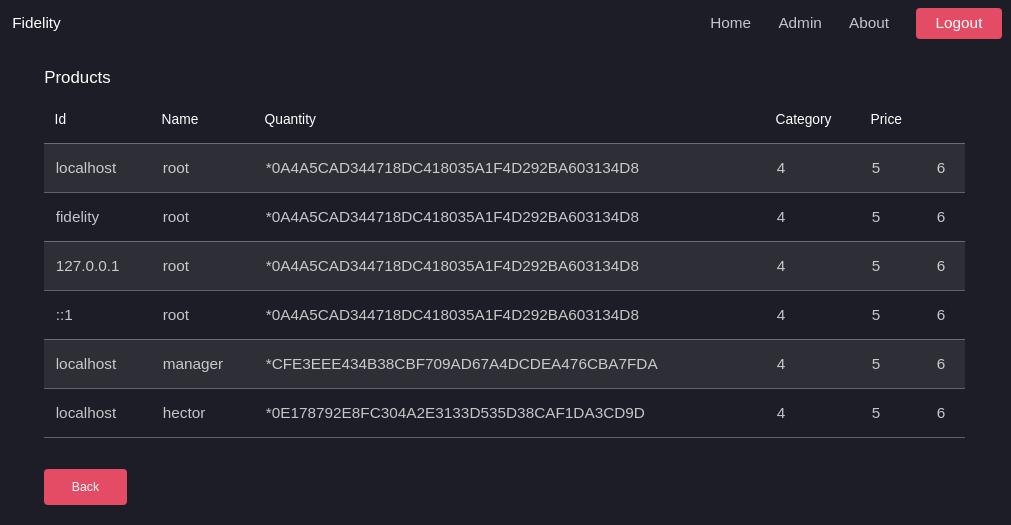 Fidelity Home Admin About Logout
Products
Id Name Quantity Category Price
localhost root *0A4A5CAD344718DC418035A1F4D292BA603134D8 4 5 6
fidelity root *0A4A5CAD344718DC418035A1F4D292BA603134D8 4 5 6
127.0.0.1 root *0A4A5CAD344718DC418035A1F4D292BA603134D8 4 5 6
::1 root *0A4A5CAD344718DC418035A1F4D292BA603134D8 4 5 6
localhost manager *CFE3EEE434B38CBF709AD67A4DCDEA476CBA7FDA 4 5 6
localhost hector *0E178792E8FC304A2E3133D535D38CAF1DA3CD9D 4 5 6
Back